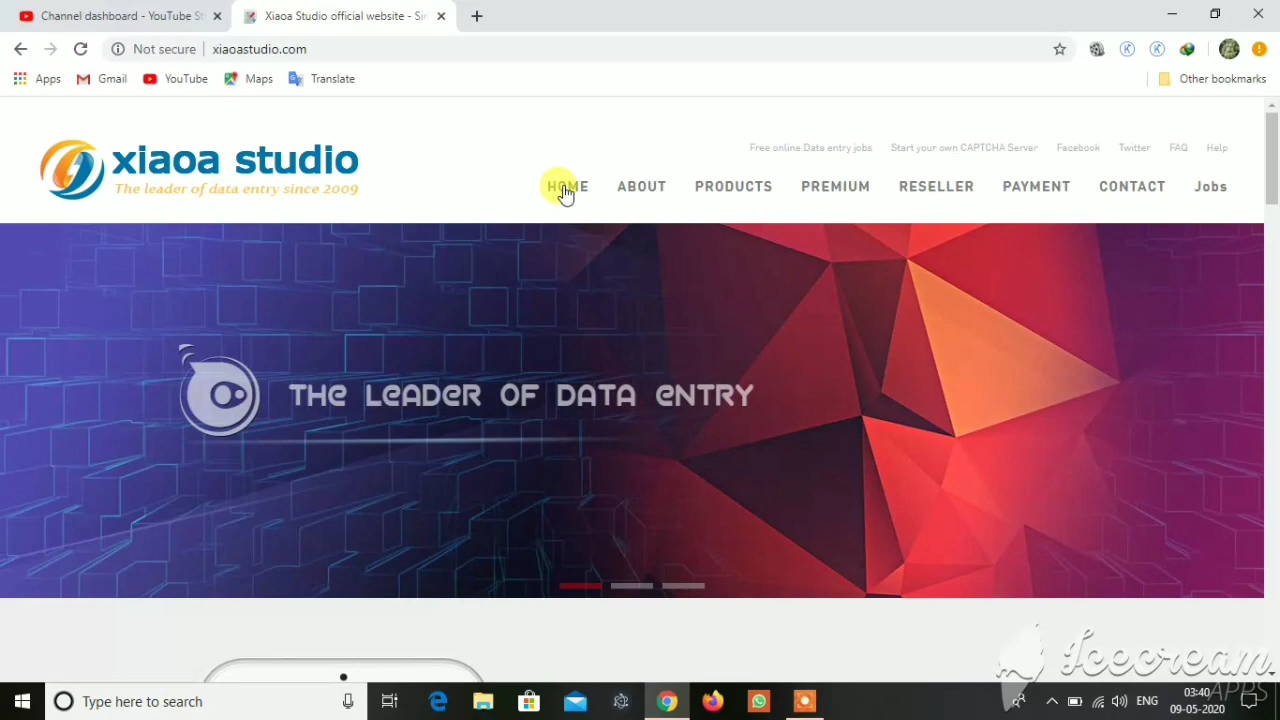 Channel dashboard - YouTube St
Xiaoa Studio official website - Sin
Not secure
xiaoastudio.com
Apps
Gmail
YouTube
Maps
Translate
Other bookmarks
xiaoa studio
The leader of data entry since 2009
Free online Data entry jobs
Start your own CAPTCHA Server
Facebook
Twitter
FAQ
Help
HOME
ABOUT
PRODUCTS
PREMIUM
RESELLER
PAYMENT
CONTACT
Jobs
THE LEADER OF DATA ENTRY
Icecream
APPS
Type here to search
ENG
03:40
09-05-2020